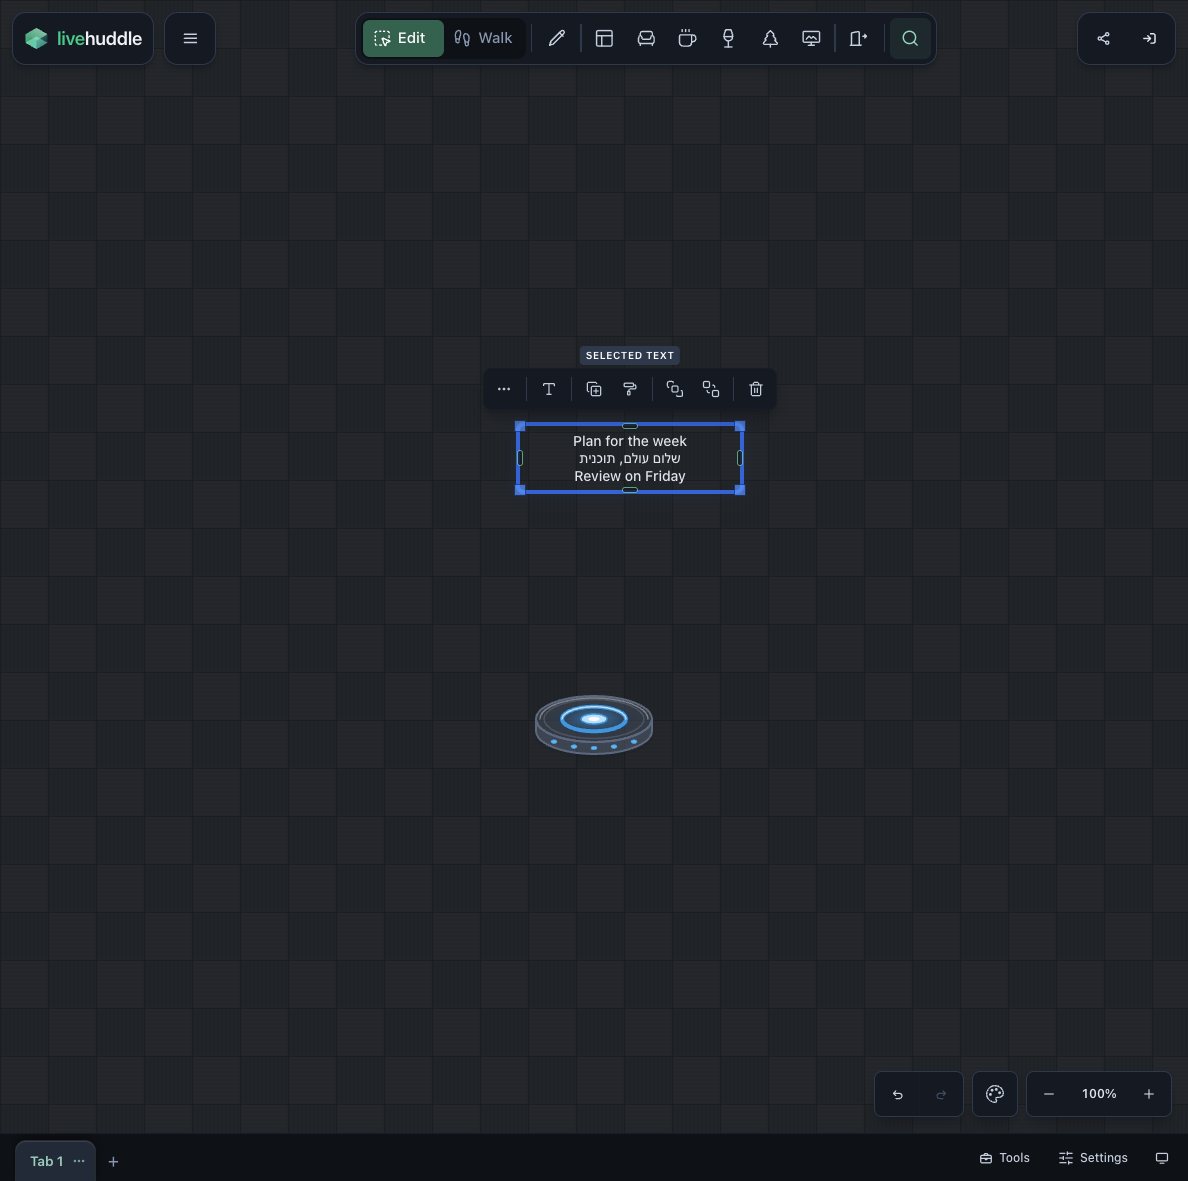 livehuddle
Edit
Walk
SELECTED TEXT
Plan for the week
שלום עולם, תוכנית
Review on Friday
100%
Tab 1
Tools
Settings